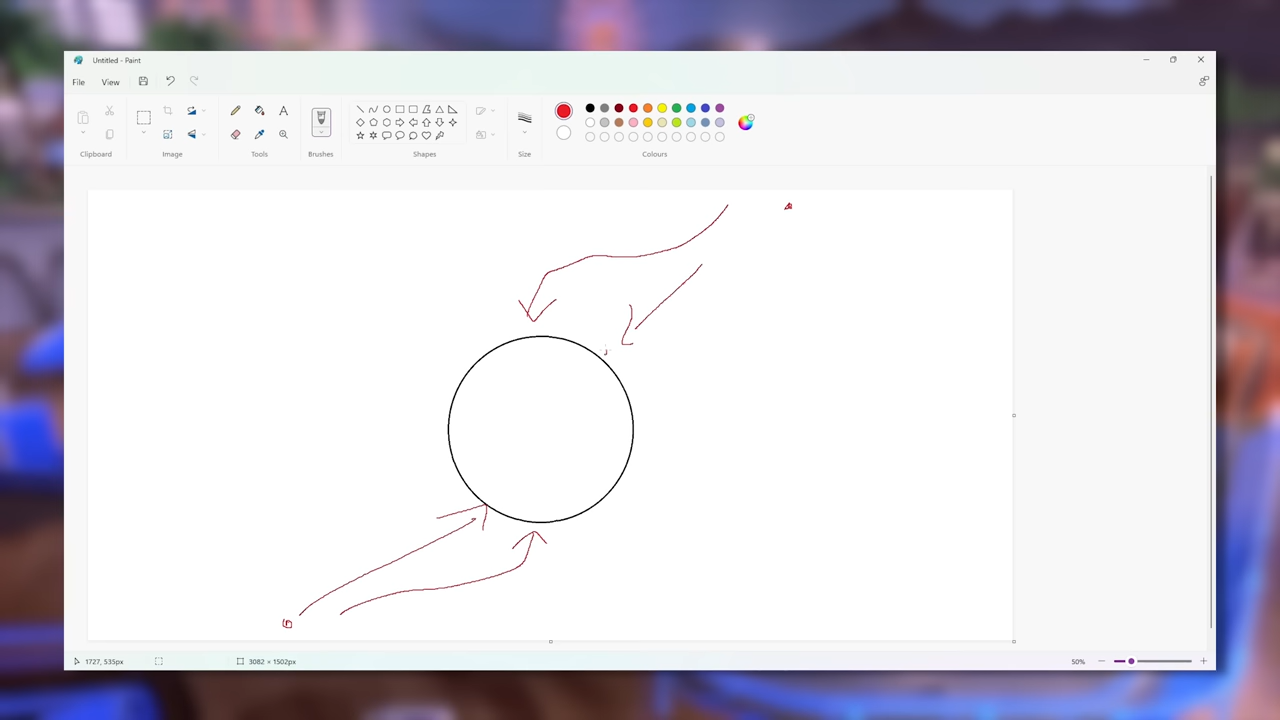 Untitled - Paint
File View
Clipboard Image Tools Brushes Shapes Size Colours
1727, 535px 3082 × 1502px 50%